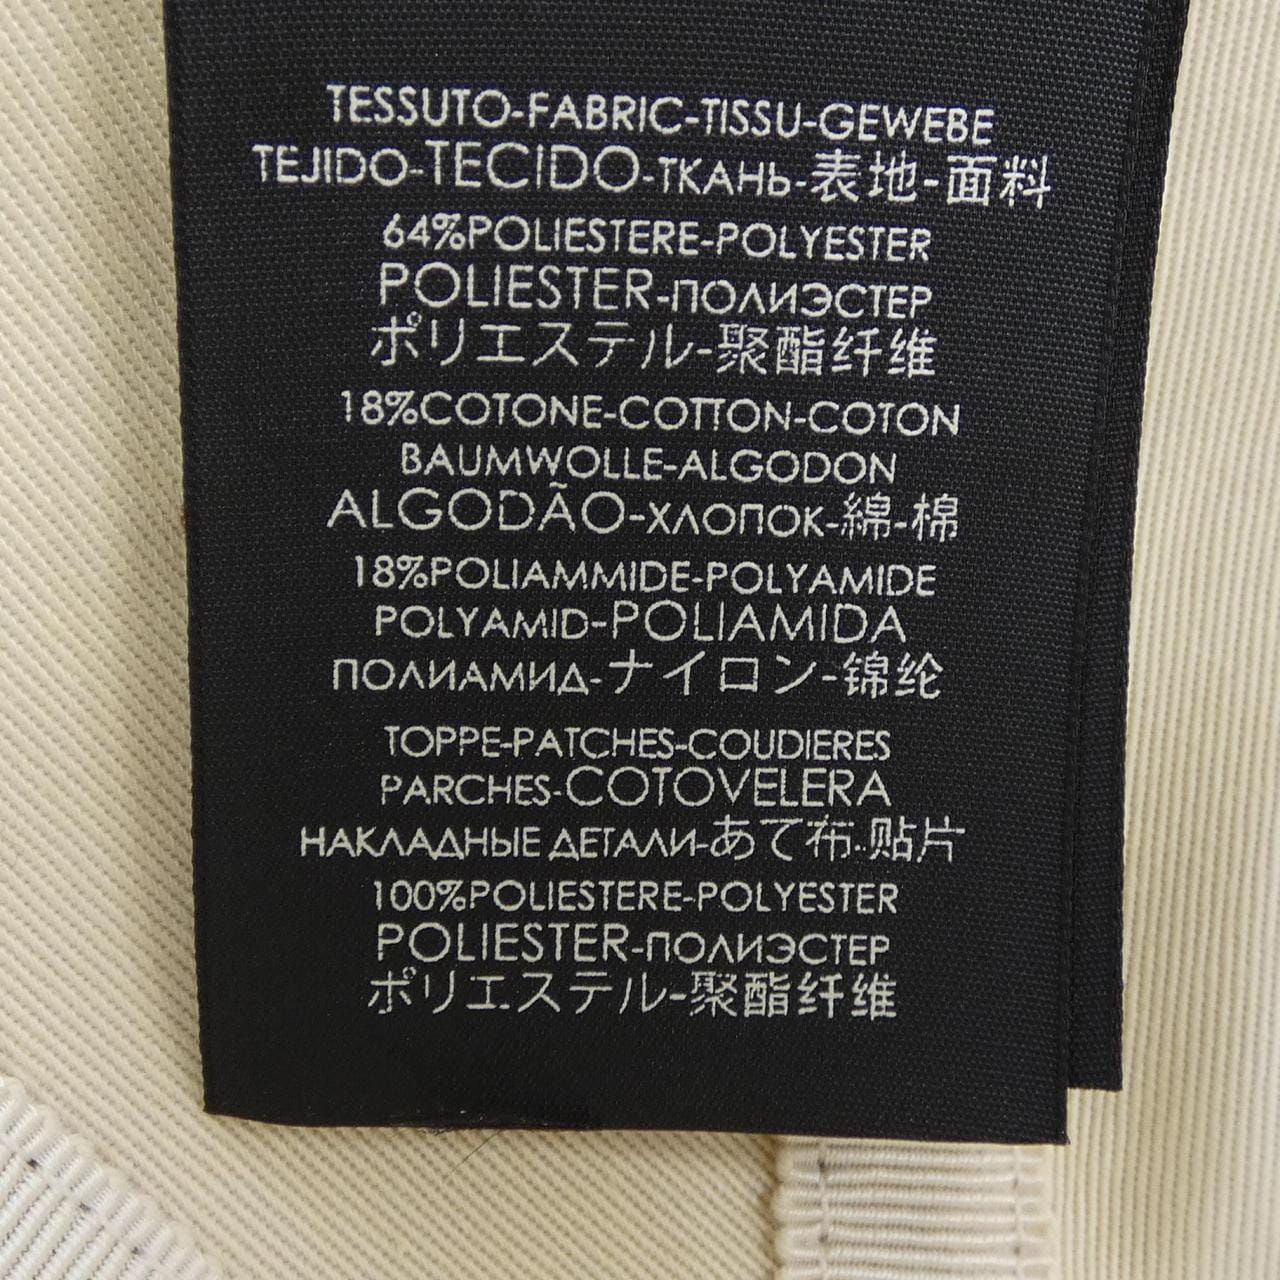 TESSUTO-FABRIC-TISSU-GEWEBE
TEJIDO-TECIDO-ТКАНЬ-表地-面料
64%POLIESTERE-POLYESTER
POLIESTER-ПОЛИЭСТЕР
ポリエステル-聚酯纤维
18%COTONE-COTTON-COTON
BAUMWOLLE-ALGODON
ALGODÃO-ХЛОПОК-綿-棉
18%POLIAMMIDE-POLYAMIDE
POLYAMID-POLIAMIDA
ПОЛИАМИД-ナイロン-锦纶
TOPPE-PATCHES-COUDIERES
PARCHES-COTOVELERA
НАКЛАДНЫЕ ДЕТАЛИ-あて布-贴片
100%POLIESTERE-POLYESTER
POLIESTER-ПОЛИЭСТЕР
ポリエステル-聚酯纤维